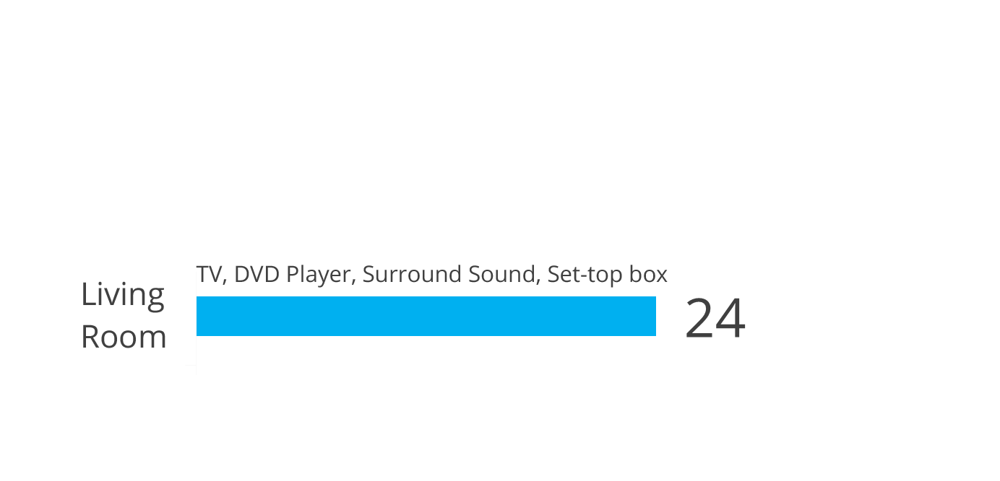 TV, DVD Player, Surround Sound, Set-top box
Living
Room
24